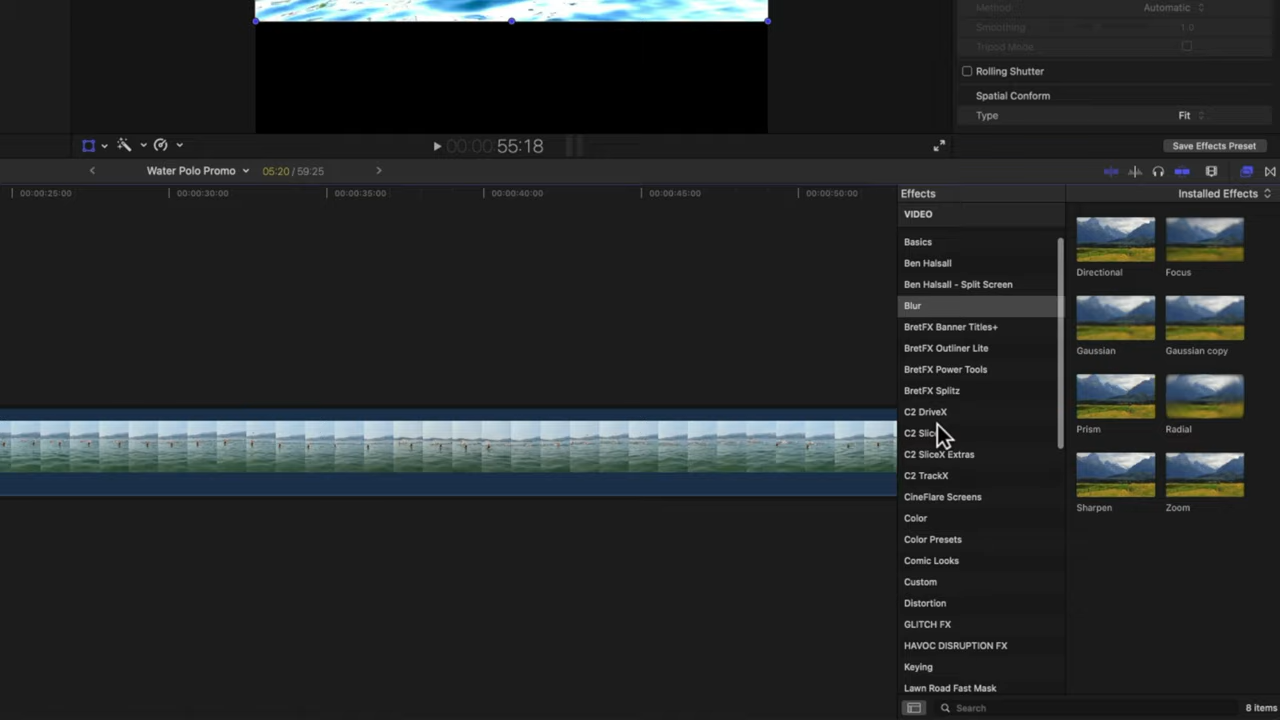 Method: Automatic
Smoothing 1.0
Tripod Mode
Rolling Shutter
Spatial Conform
Type Fit
00:00 55:18
Save Effects Preset
Water Polo Promo 05:20 / 59:25
00:00:25:00 00:00:30:00 00:00:35:00 00:00:40:00 00:00:45:00 00:00:50:00
Effects
Installed Effects
VIDEO
Basics
Ben Halsall
Ben Halsall - Split Screen
Blur
BretFX Banner Titles+
BretFX Outliner Lite
BretFX Power Tools
BretFX Splitz
C2 DriveX
C2
C2 SliceX Extras
C2 TrackX
CineFlare Screens
Color
Color Presets
Comic Looks
Custom
Distortion
GLITCH FX
HAVOC DISRUPTION FX
Keying
Lawn Road Fast Mask
Directional Focus
Gaussian Gaussian copy
Prism Radial
Sharpen Zoom
Search
8 items